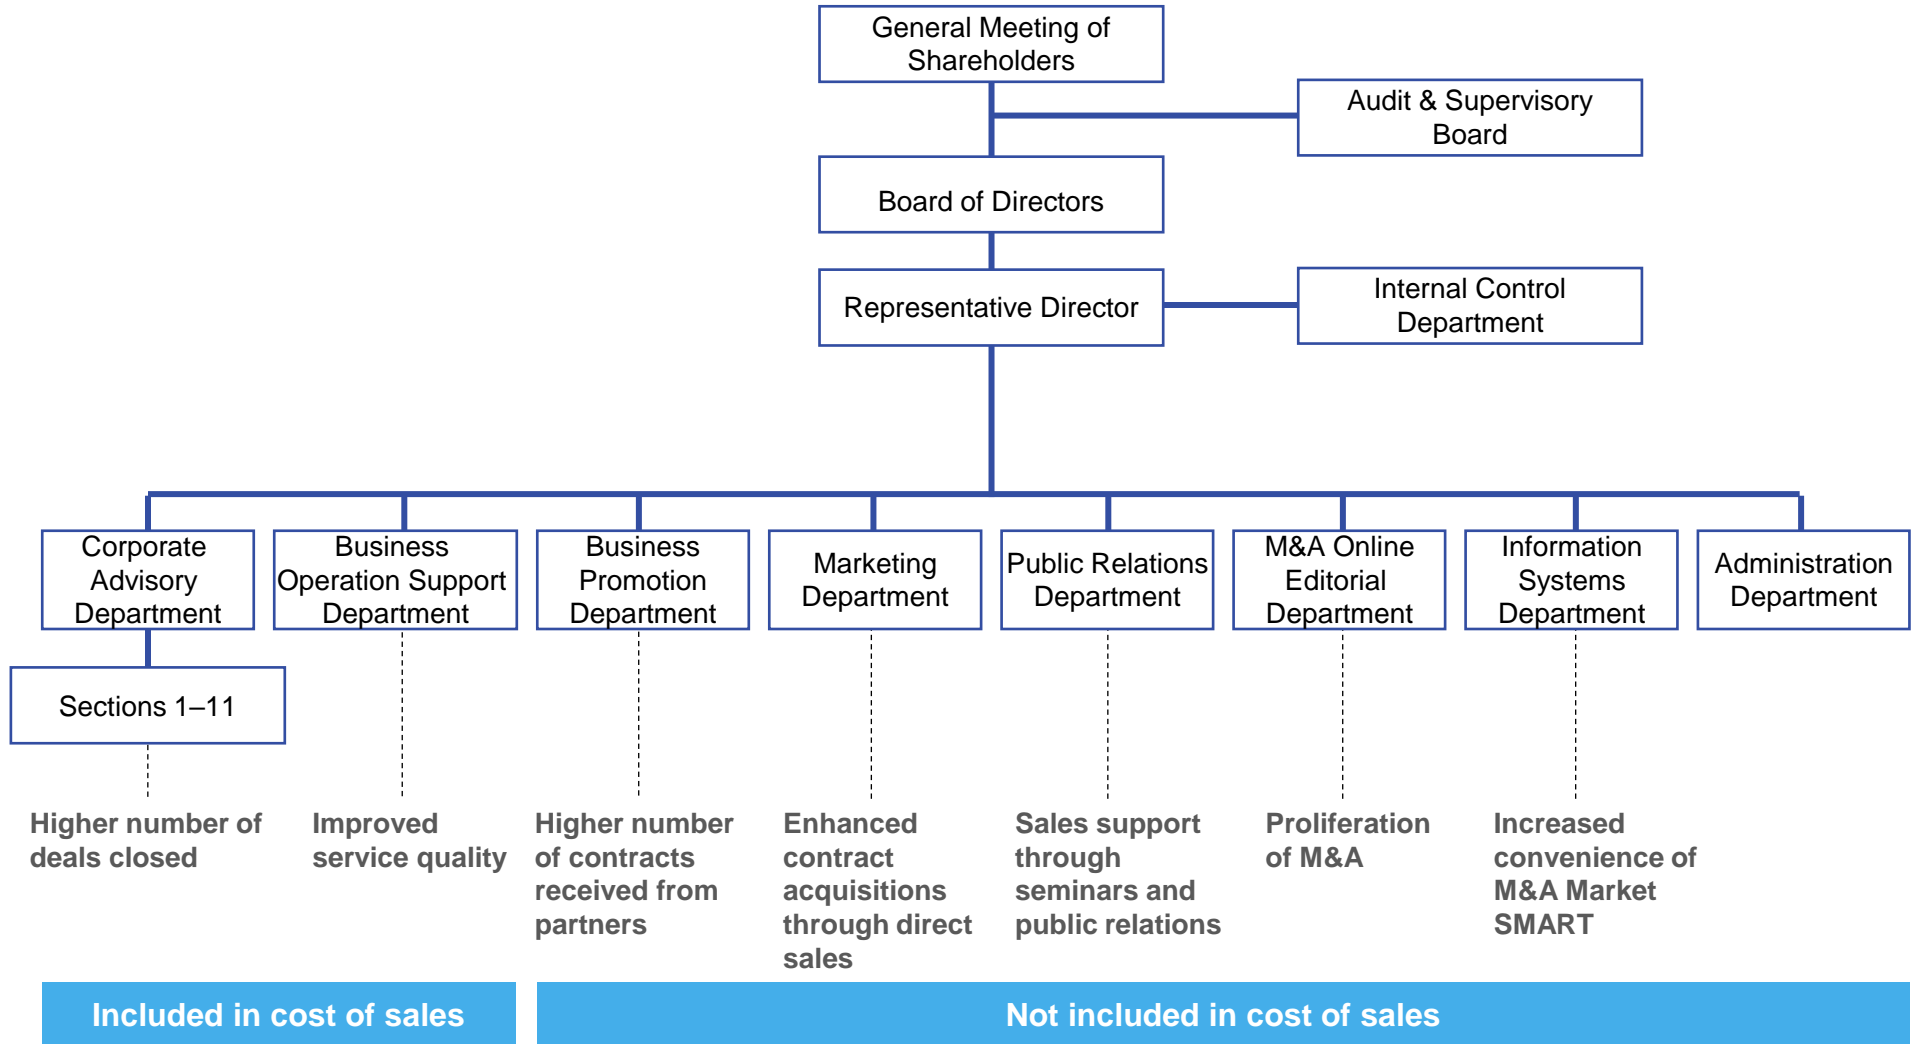 General Meeting of
Shareholders
Audit & Supervisory
Board
Board of Directors
Representative Director
Internal Control
Department
Corporate
Advisory
Department
Business
Operation Support
Department
Business
Promotion
Department
Marketing
Department
Public Relations
Department
M&A Online
Editorial
Department
Information
Systems
Department
Administration
Department
Sections 1–11
Higher number of
deals closed
Improved
service quality
Higher number
of contracts
received from
partners
Enhanced
contract
acquisitions
through direct
sales
Sales support
through
seminars and
public relations
Proliferation
of M&A
Increased
convenience of
M&A Market
SMART
Included in cost of sales
Not included in cost of sales